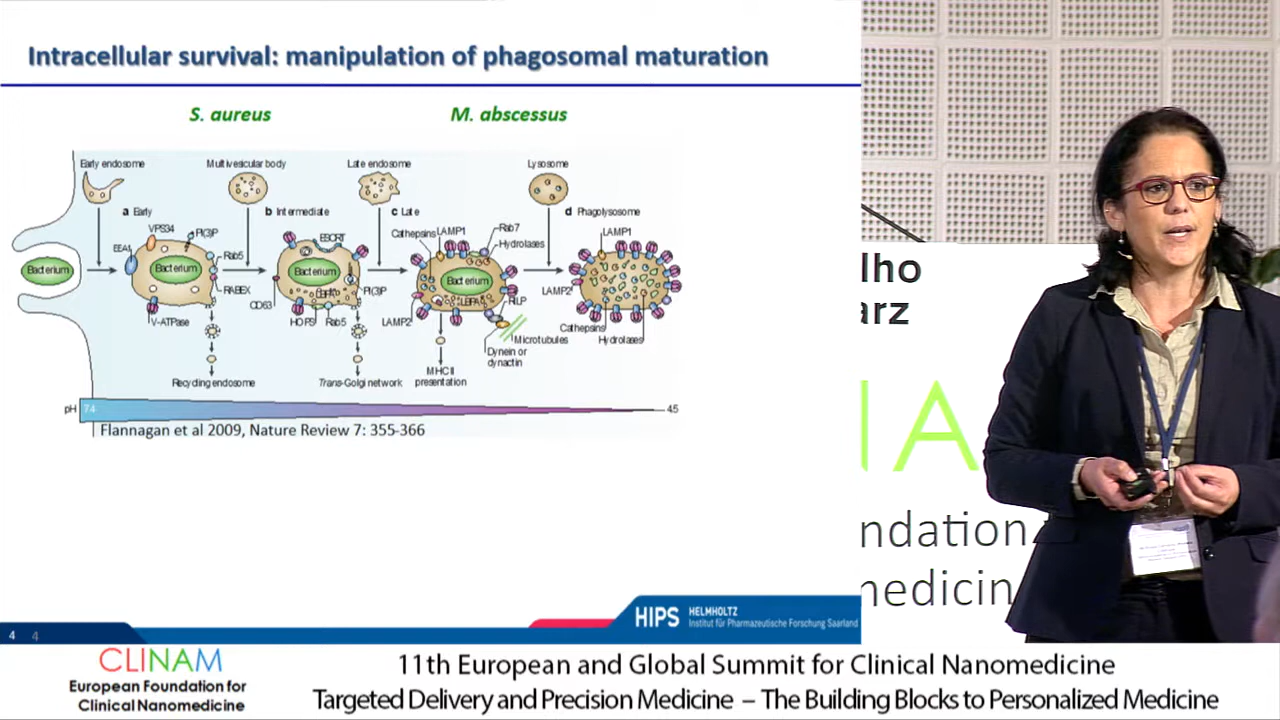 Intracellular survival: manipulation of phagosomal maturation
S. aureus
M. abscessus
Early endosome
Multivesicular body
Late endosome
Lysosome
a Early
b Intermediate
c Late
d Phagolysosome
VPS34
PI(3)P
EEA1
Rab5
RABEX
V-ATPase
Bacterium
Bacterium
ESCRT
Bacterium
CD63
HOPS
Rab5
PI(3)P
Cathepsins
LAMP1
Rab7
Hydrolases
Bacterium
LAMP2
RILP
Microtubules
Dynein or
dynactin
LAMP1
LAMP2
Cathepsins
Hydrolases
Recycling endosome
Trans-Golgi network
MHC II
presentation
pH
7.4
4.5
Flannagan et al 2009, Nature Review 7: 355-366
4
4
HIPS
HELMHOLTZ
Institut für Pharmazeutische Forschung Saarland
lho
arz
IA
ndation
medicin
CLINAM
European Foundation for
Clinical Nanomedicine
11th European and Global Summit for Clinical Nanomedicine
Targeted Delivery and Precision Medicine – The Building Blocks to Personalized Medicine